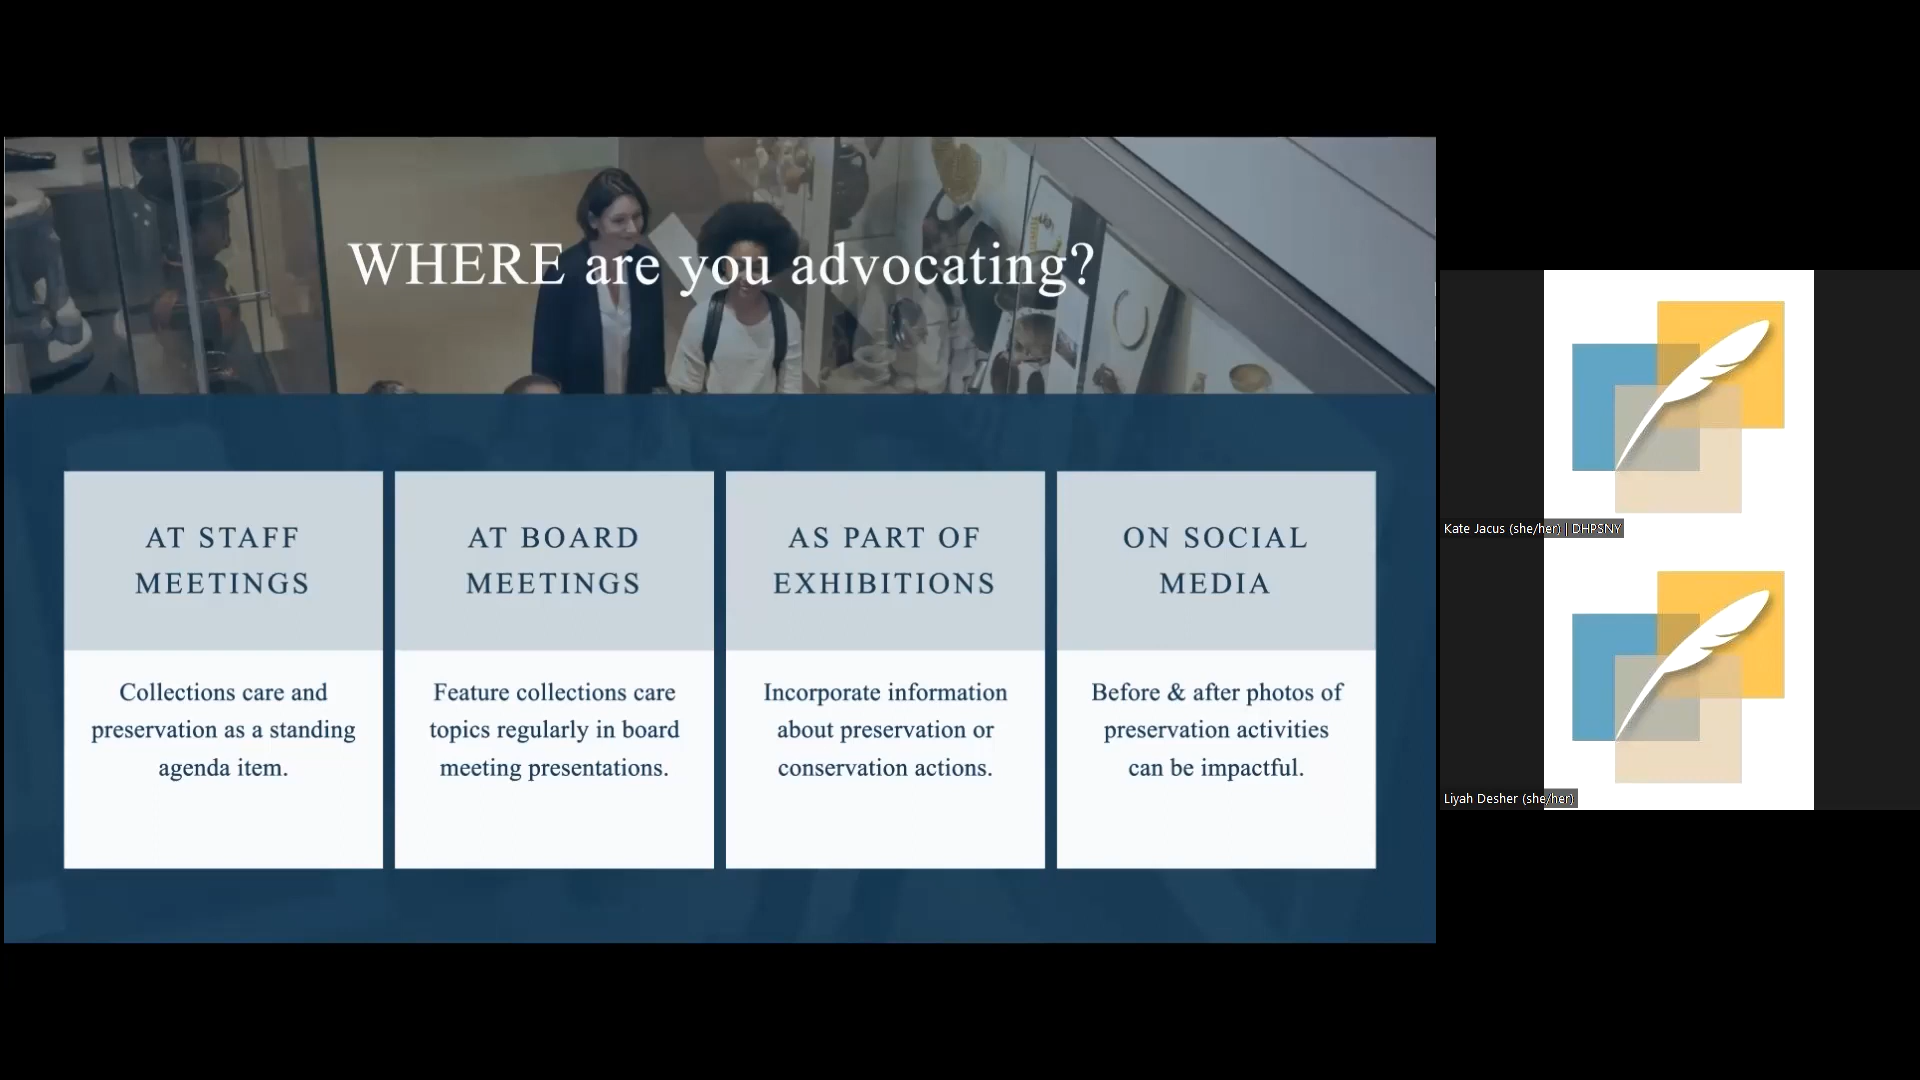 WHERE are you advocating?
AT STAFF
MEETINGS
Collections care and
preservation as a standing
agenda item.
AT BOARD
MEETINGS
Feature collections care
topics regularly in board
meeting presentations.
AS PART OF
EXHIBITIONS
Incorporate information
about preservation or
conservation actions.
ON SOCIAL
MEDIA
Before & after photos of
preservation activities
can be impactful.
Kate Jacus (she/her) | DHPSNY
Liyah Desher (she/her)